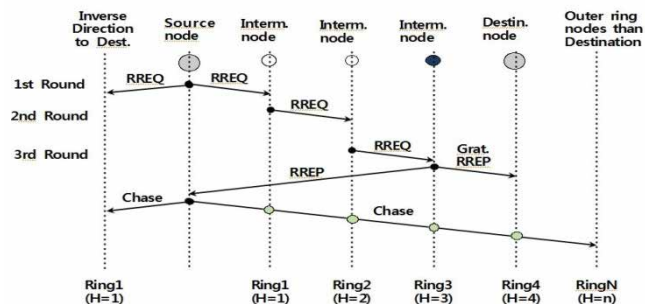 Inverse Direction to Dest.
Source node
Interm. node
Interm. node
Interm. node
Destin. node
Outer ring nodes than Destination
1st Round
RREQ
RREQ
2nd Round
RREQ
3rd Round
RREQ
Grat. RREP
RREP
Chase
Chase
Ring1 (H=1)
Ring1 (H=1)
Ring2 (H=2)
Ring3 (H=3)
Ring4 (H=4)
RingN (H=n)